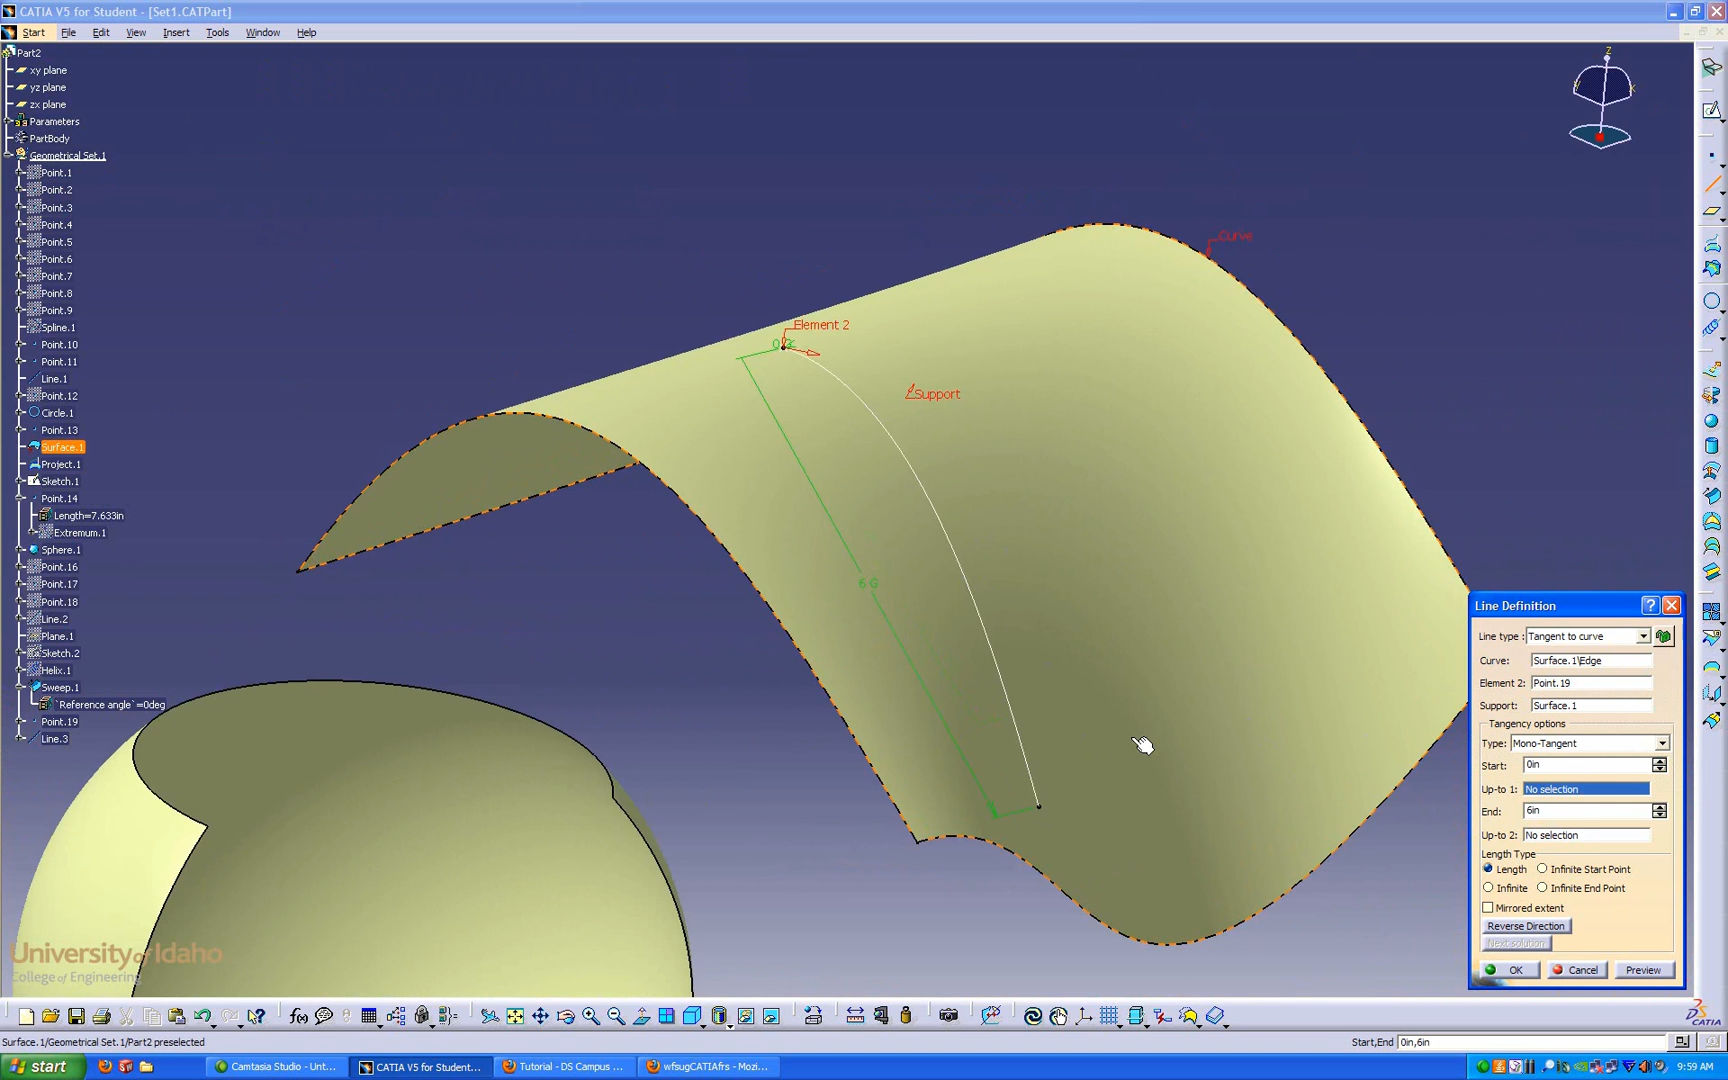 CATIA V5 for Student - [Set1.CATPart]
Start File Edit View Insert Tools Window Help
Part2
xy plane
yz plane
zx plane
Parameters
PartBody
Geometrical Set.1
Point.1
Point.2
Point.3
Point.4
Point.5
Point.6
Point.7
Point.8
Point.9
Spline.1
Point.10
Point.11
Line.1
Point.12
Circle.1
Point.13
Surface.1
Project.1
Sketch.1
Point.14
Length=7.633in
Extremum.1
Sphere.1
Point.16
Point.17
Point.18
Line.2
Plane.1
Sketch.2
Helix.1
Sweep.1
`Reference angle`=0deg
Point.19
Line.3
Z
Curve
Element 2
Support
Line Definition
Line type : Tangent to curve
Curve: Surface.1\Edge
Element 2: Point.19
Support: Surface.1
Tangency options
Type: Mono-Tangent
Start: 0in
Up-to 1: No selection
End: 6in
Up-to 2: No selection
Length Type
Length Infinite Start Point
Infinite Infinite End Point
Mirrored extent
Reverse Direction
Next solution
OK Cancel Preview
University of Idaho
College of Engineering
f(x)
CATIA
Surface.1/Geometrical Set.1/Part2 preselected
Start,End 0in,6in
start Camtasia Studio - Unt... CATIA V5 for Student... Tutorial - DS Campus ... wfsugCATIAfrs - Mozi... 9:59 AM